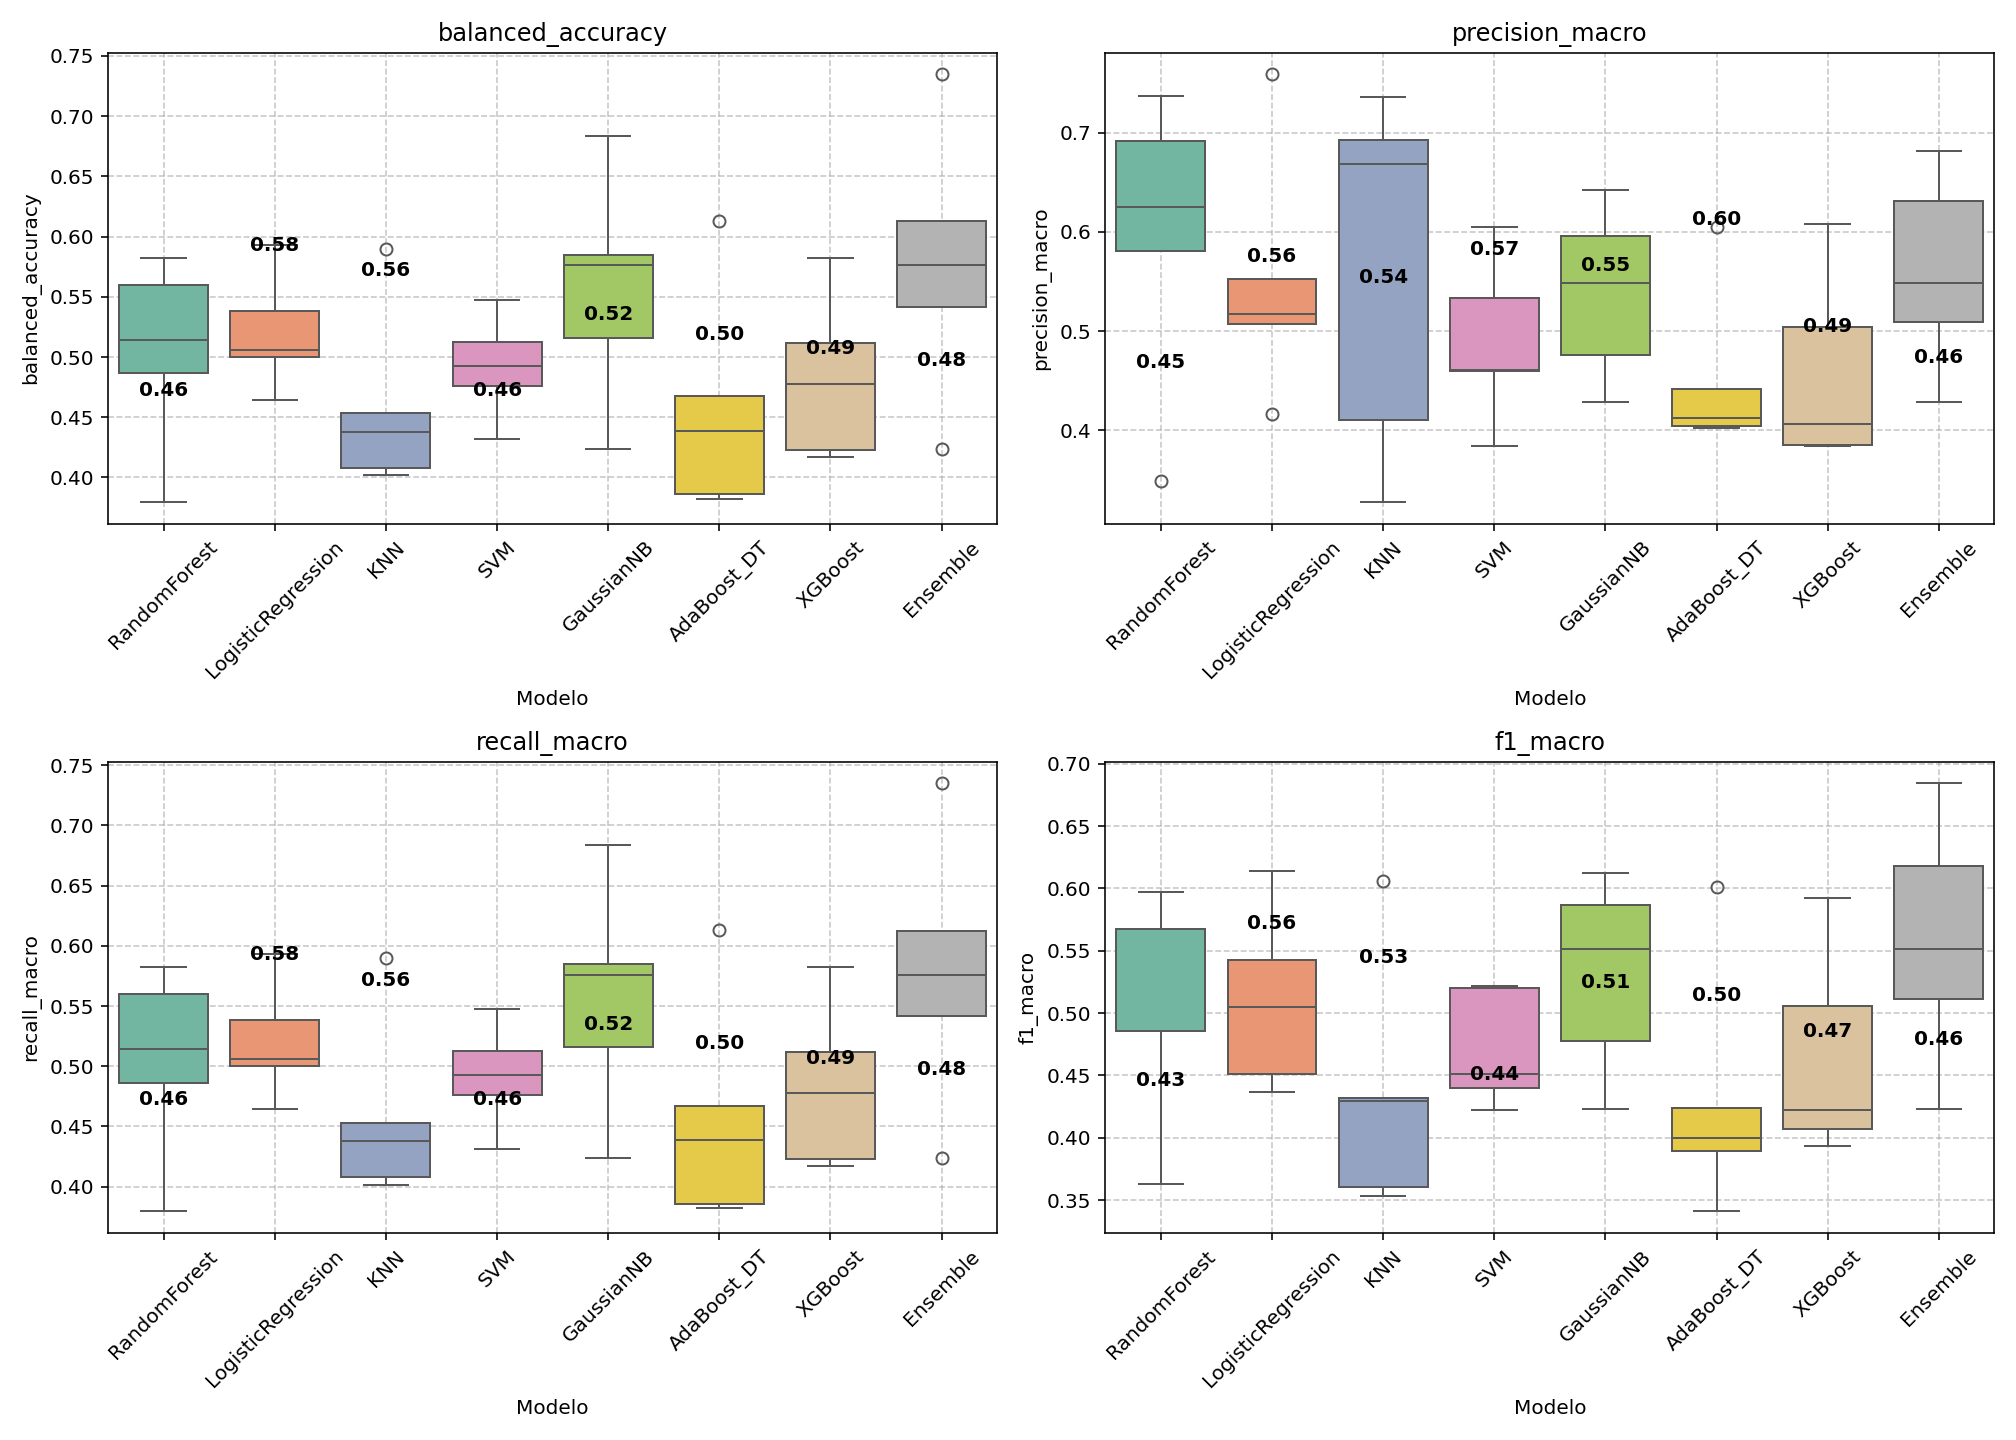 balanced_accuracy
balanced_accuracy
0.75
0.70
0.65
0.60
0.55
0.50
0.45
0.40
0.46
0.58
0.56
0.46
0.52
0.50
0.49
0.48
RandomForest
LogisticRegression
KNN
SVM
GaussianNB
AdaBoost_DT
XGBoost
Ensemble
Modelo
precision_macro
precision_macro
0.7
0.6
0.5
0.4
0.45
0.56
0.54
0.57
0.55
0.60
0.49
0.46
RandomForest
LogisticRegression
KNN
SVM
GaussianNB
AdaBoost_DT
XGBoost
Ensemble
Modelo
recall_macro
recall_macro
0.75
0.70
0.65
0.60
0.55
0.50
0.45
0.40
0.46
0.58
0.56
0.46
0.52
0.50
0.49
0.48
RandomForest
LogisticRegression
KNN
SVM
GaussianNB
AdaBoost_DT
XGBoost
Ensemble
Modelo
f1_macro
f1_macro
0.70
0.65
0.60
0.55
0.50
0.45
0.40
0.35
0.43
0.56
0.53
0.44
0.51
0.50
0.47
0.46
RandomForest
LogisticRegression
KNN
SVM
GaussianNB
AdaBoost_DT
XGBoost
Ensemble
Modelo